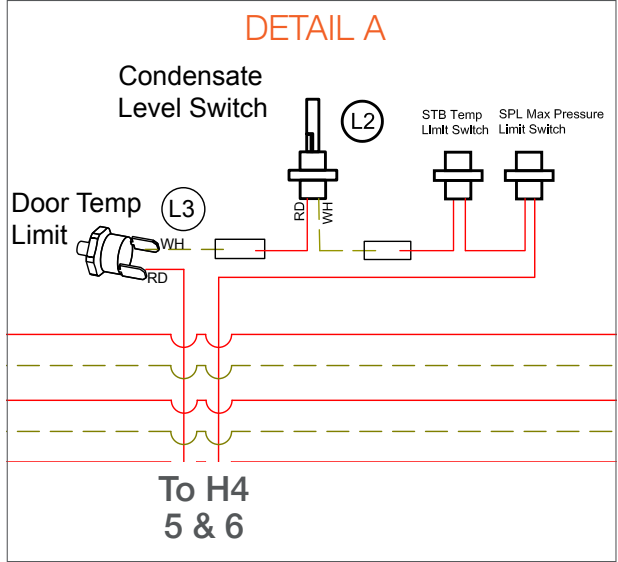 DETAIL A
Condensate
Level Switch
L2
STB Temp
Limit Switch
SPL Max Pressure
Limit Switch
Door Temp
Limit
L3
WH
RD
RD
WH
To H4
5 & 6